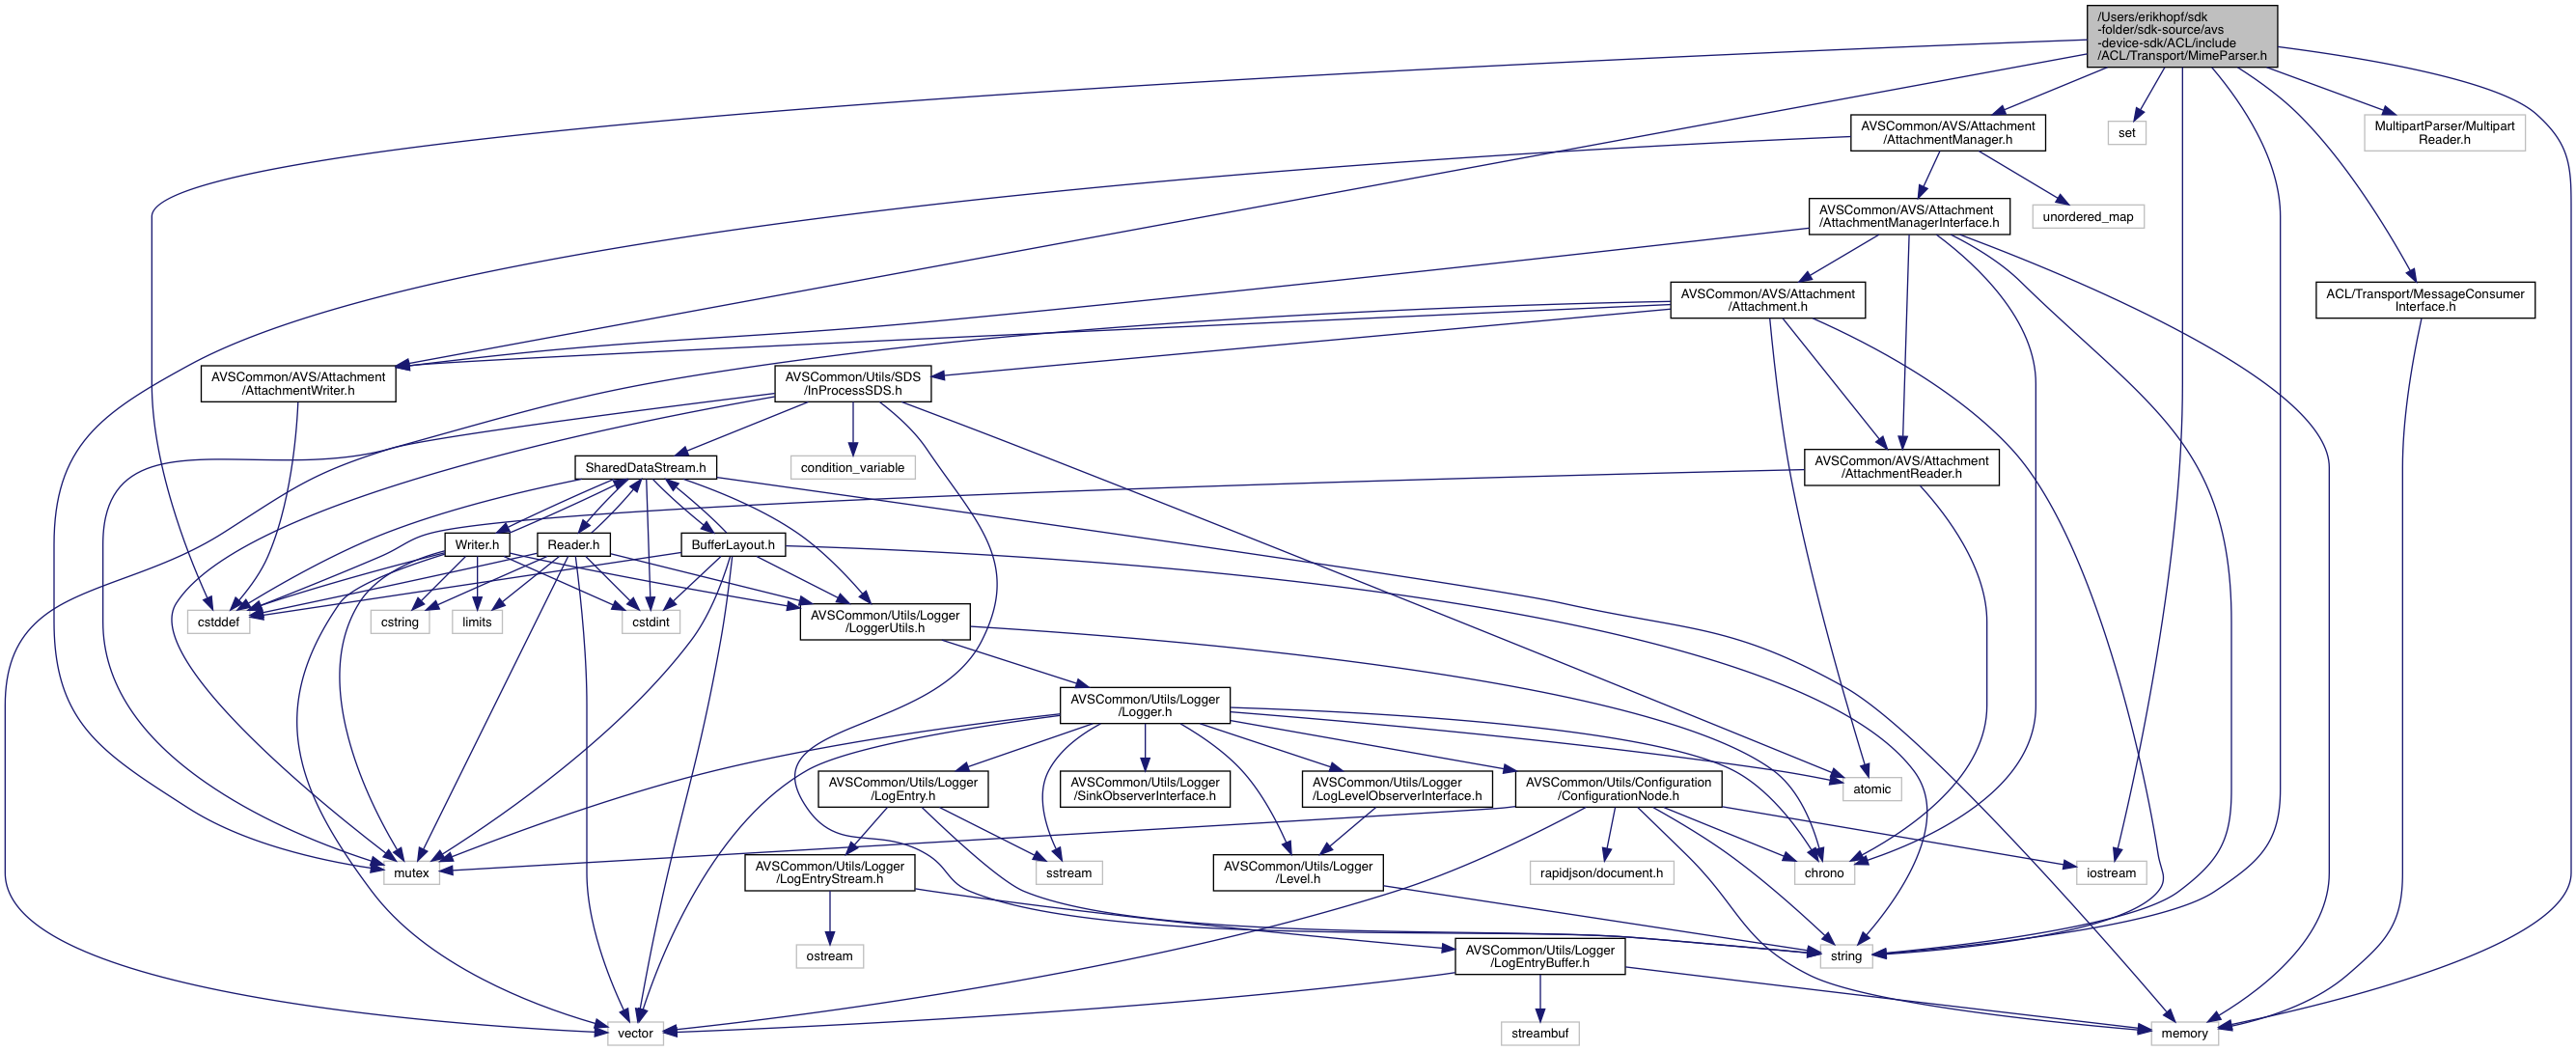 /Users/erikhopf/sdk
-folder/sdk-source/avs
-device-sdk/ACL/include
/ACL/Transport/MimeParser.h
AVSCommon/AVS/Attachment
/AttachmentManager.h
set
MultipartParser/Multipart
Reader.h
AVSCommon/AVS/Attachment
/AttachmentManagerInterface.h
unordered_map
AVSCommon/AVS/Attachment
/Attachment.h
ACL/Transport/MessageConsumer
Interface.h
AVSCommon/AVS/Attachment
/AttachmentWriter.h
AVSCommon/Utils/SDS
/InProcessSDS.h
SharedDataStream.h
condition_variable
AVSCommon/AVS/Attachment
/AttachmentReader.h
Writer.h
Reader.h
BufferLayout.h
cstddef
cstring
limits
cstdint
AVSCommon/Utils/Logger
/LoggerUtils.h
AVSCommon/Utils/Logger
/Logger.h
AVSCommon/Utils/Logger
/LogEntry.h
AVSCommon/Utils/Logger
/SinkObserverInterface.h
AVSCommon/Utils/Logger
/LogLevelObserverInterface.h
AVSCommon/Utils/Configuration
/ConfigurationNode.h
atomic
mutex
AVSCommon/Utils/Logger
/LogEntryStream.h
sstream
AVSCommon/Utils/Logger
/Level.h
rapidjson/document.h
chrono
iostream
ostream
AVSCommon/Utils/Logger
/LogEntryBuffer.h
string
vector
streambuf
memory